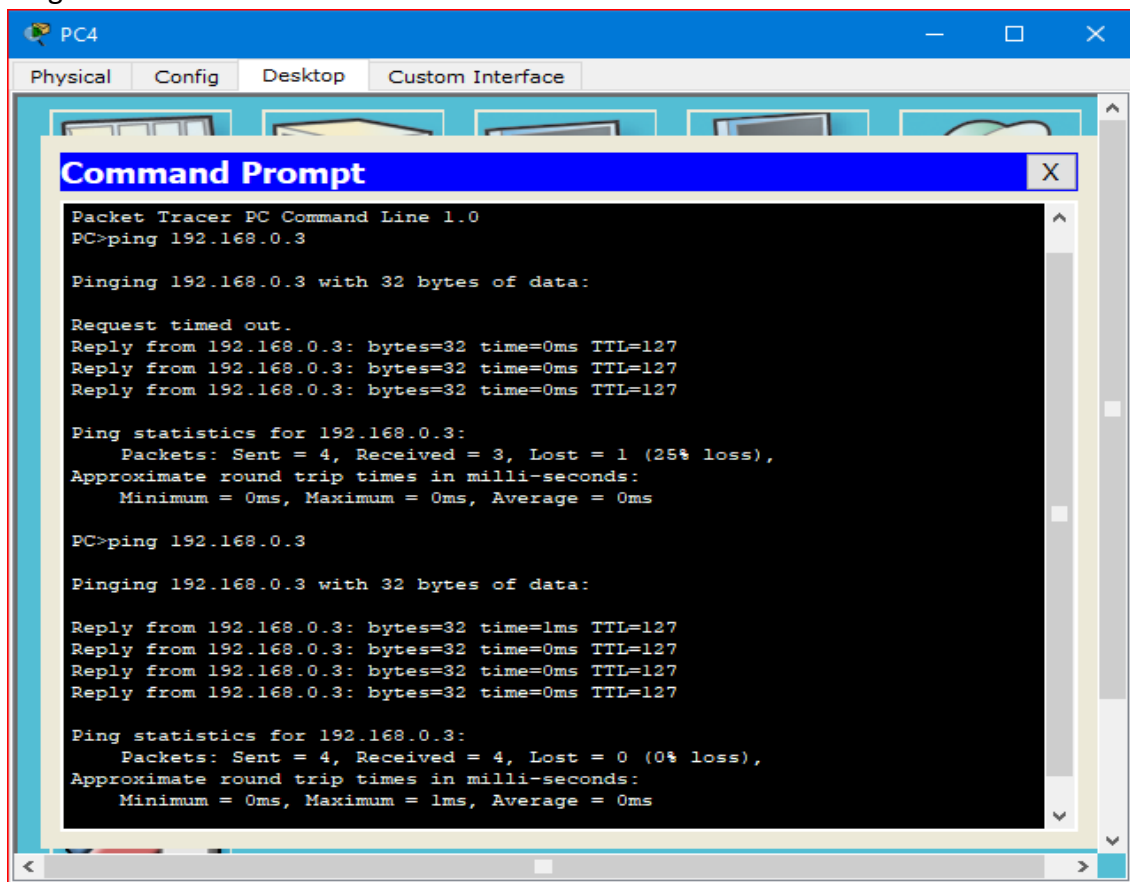 PC4
Physical Config Desktop Custom Interface
Command Prompt
X
Packet Tracer PC Command Line 1.0
PC>ping 192.168.0.3
Pinging 192.168.0.3 with 32 bytes of data:
Request timed out.
Reply from 192.168.0.3: bytes=32 time=0ms TTL=127
Reply from 192.168.0.3: bytes=32 time=0ms TTL=127
Reply from 192.168.0.3: bytes=32 time=0ms TTL=127
Ping statistics for 192.168.0.3:
Packets: Sent = 4, Received = 3, Lost = 1 (25% loss),
Approximate round trip times in milli-seconds:
Minimum = 0ms, Maximum = 0ms, Average = 0ms
PC>ping 192.168.0.3
Pinging 192.168.0.3 with 32 bytes of data:
Reply from 192.168.0.3: bytes=32 time=1ms TTL=127
Reply from 192.168.0.3: bytes=32 time=0ms TTL=127
Reply from 192.168.0.3: bytes=32 time=0ms TTL=127
Reply from 192.168.0.3: bytes=32 time=0ms TTL=127
Ping statistics for 192.168.0.3:
Packets: Sent = 4, Received = 4, Lost = 0 (0% loss),
Approximate round trip times in milli-seconds:
Minimum = 0ms, Maximum = 1ms, Average = 0ms